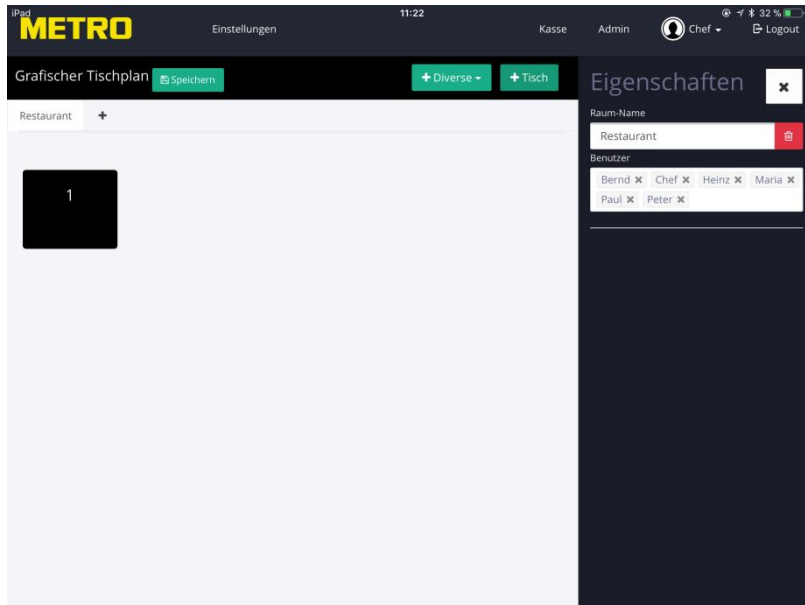 iPad 11:22 32 %
METRO Einstellungen Kasse Admin Chef Logout
Grafischer Tischplan Speichern + Diverse + Tisch
Eigenschaften
Restaurant +
Raum-Name
Restaurant
Benutzer
Bernd × Chef × Heinz × Maria ×
Paul × Peter ×
1